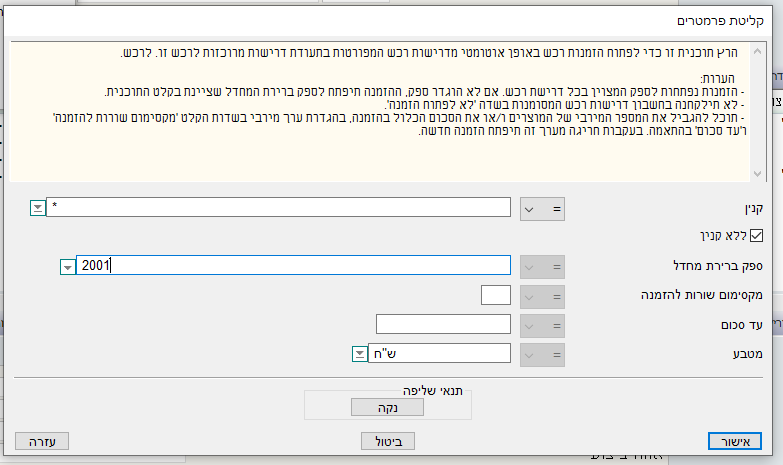 קליטת פרמטרים
הרץ תוכנית זו כדי לפתוח הזמנות רכש באופן אוטומטי מדרישות רכש המפורטות בתעודת דרישות מרוכזות לרכש זו. לרכש.
הערות:
- הזמנות נפתחות לספק המצוין בכל דרישת רכש. אם לא הוגדר ספק, ההזמנה תיפתח לספק ברירת המחדל שציינת בקלט התוכנית.
- לא תילקחנה בחשבון דרישות רכש המסומנות בשדה 'לא לפתוח הזמנה'.
- תוכל להגביל את המספר המירבי של המוצרים ו/או את הסכום הכלול בהזמנה, בהגדרת ערך מירבי בשדות הקלט 'מקסימום שורות להזמנה'
ו'עד סכום' בהתאמה. בעקבות חריגה מערך זה תיפתח הזמנה חדשה.
קנין = *
ללא קנין
ספק ברירת מחדל = 2001
מקסימום שורות להזמנה =
עד סכום =
מטבע = ש"ח
תנאי שליפה
נקה
אישור ביטול עזרה